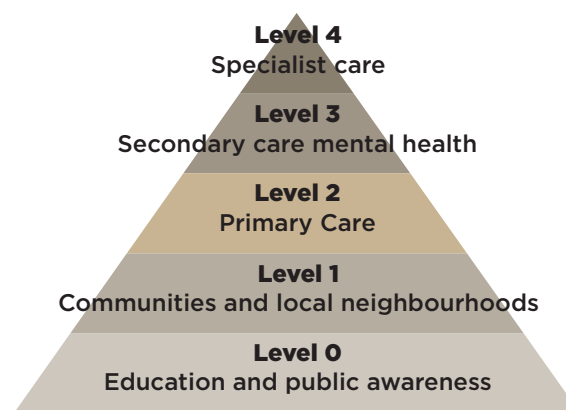 Level 4
Specialist care
Level 3
Secondary care mental health
Level 2
Primary Care
Level 1
Communities and local neighbourhoods
Level 0
Education and public awareness